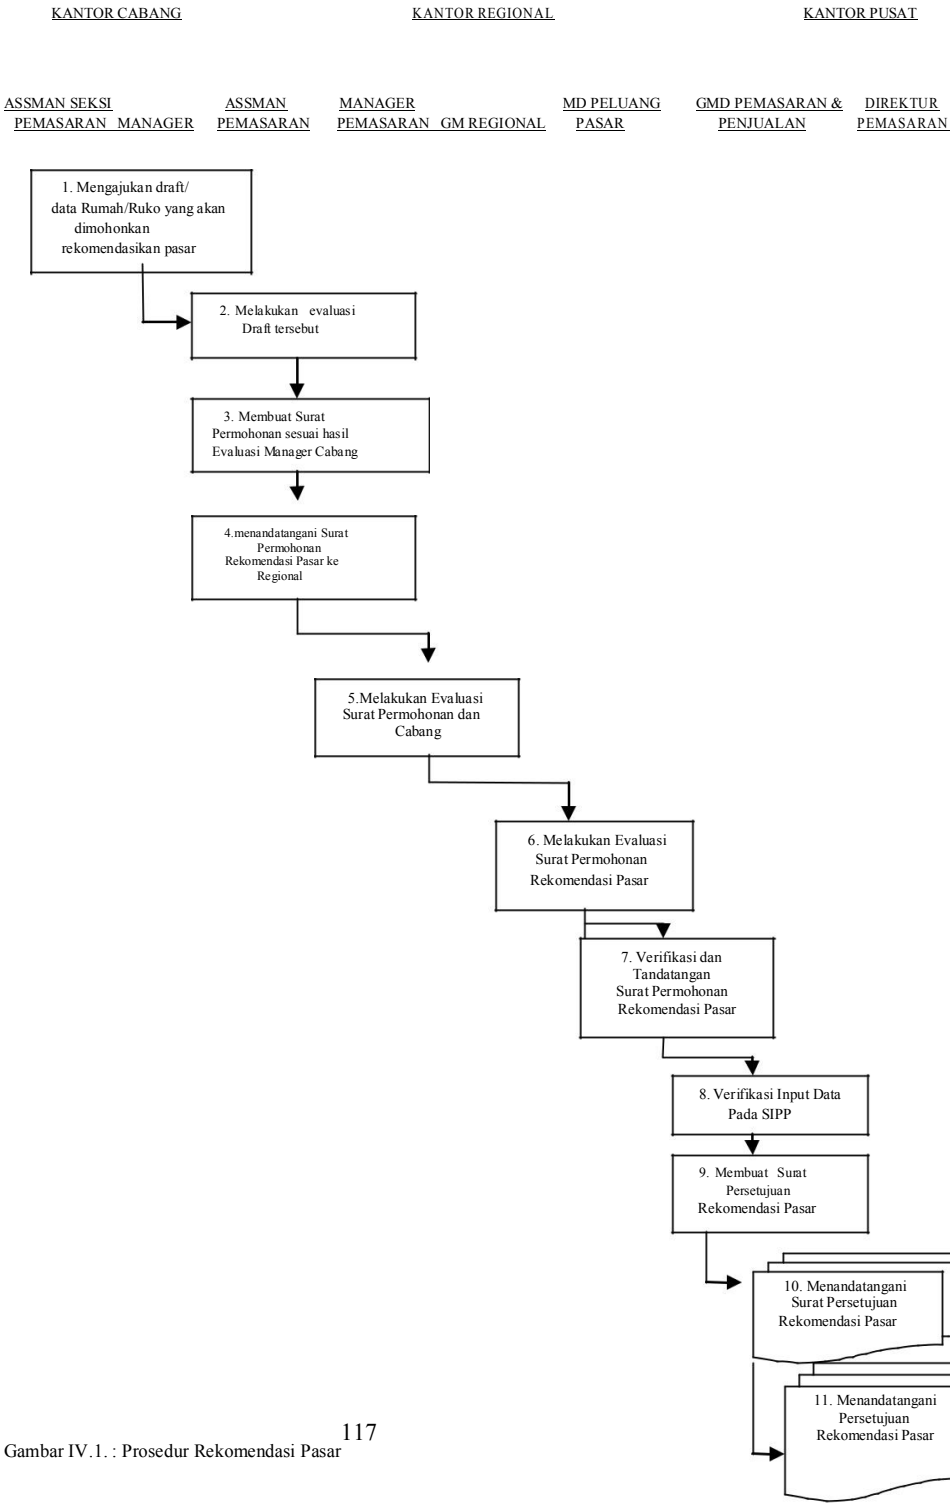 KANTOR CABANG KANTOR REGIONAL KANTOR PUSAT
ASSMAN SEKSI ASSMAN MANAGER MD PELUANG GMD PEMASARAN & DIREKTUR
PEMASARAN MANAGER PEMASARAN PEMASARAN GM REGIONAL PASAR PENJUALAN PEMASARAN
1. Mengajukan draft/
data Rumah/Ruko yang akan
dimohonkan
rekomendasikan pasar
2. Melakukan evaluasi
Draft tersebut
3. Membuat Surat
Permohonan sesuai hasil
Evaluasi Manager Cabang
4.menandatangani Surat
Permohonan
Rekomendasi Pasar ke
Regional
5.Melakukan Evaluasi
Surat Permohonan dan
Cabang
6. Melakukan Evaluasi
Surat Permohonan
Rekomendasi Pasar
7. Verifikasi dan
Tandatangan
Surat Permohonan
Rekomendasi Pasar
8. Verifikasi Input Data
Pada SIPP
9. Membuat Surat
Persetujuan
Rekomendasi Pasar
10. Menandatangani
Surat Persetujuan
Rekomendasi Pasar
11. Menandatangani
Persetujuan
Rekomendasi Pasar
117
Gambar IV.1. : Prosedur Rekomendasi Pasar